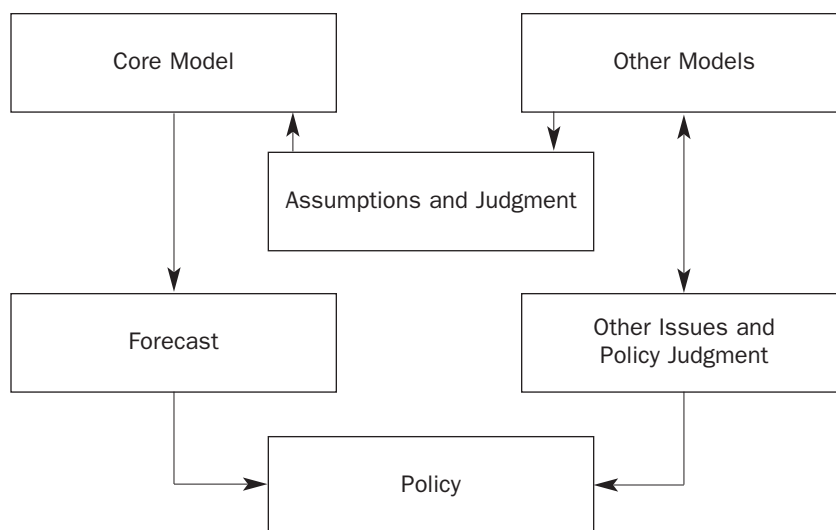 Core Model
Other Models
Assumptions and Judgment
Forecast
Other Issues and
Policy Judgment
Policy